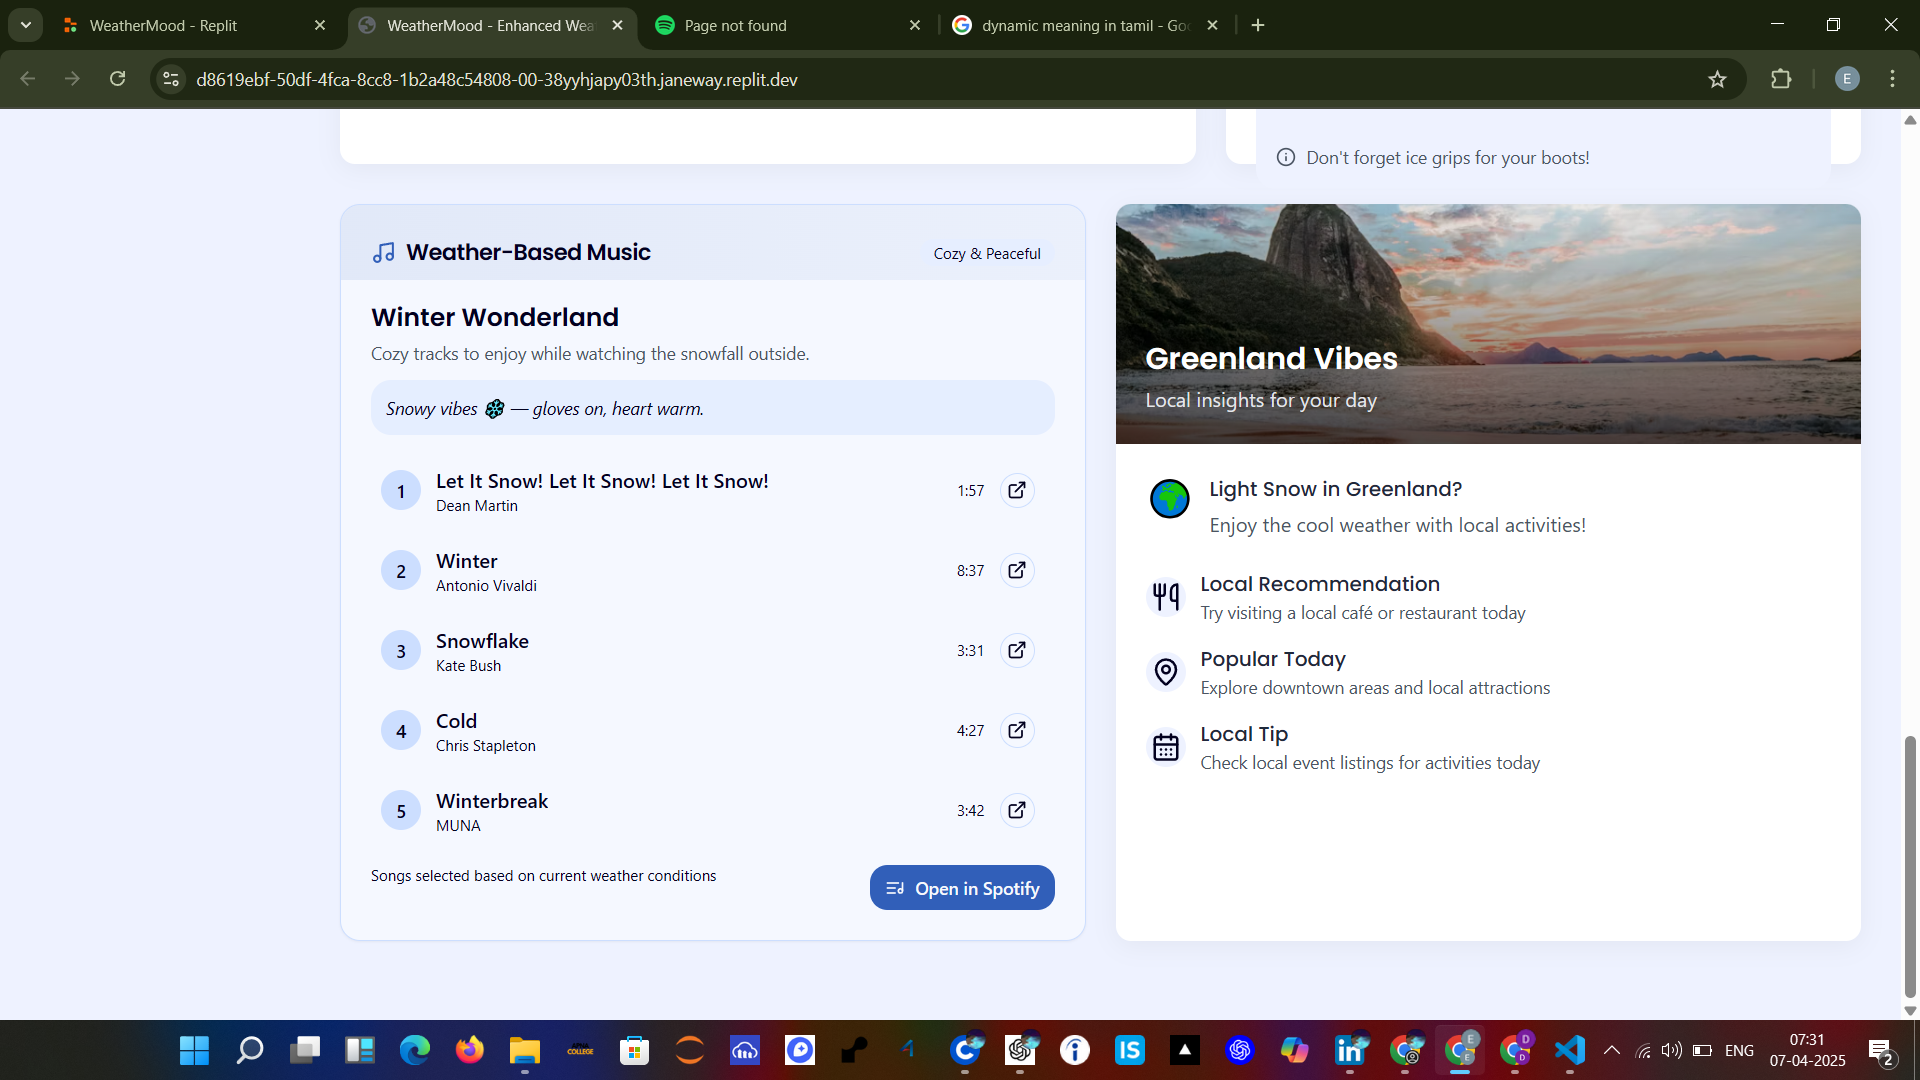 WeatherMood - Replit
WeatherMood - Enhanced Wea
Page not found
dynamic meaning in tamil - Goo
d8619ebf-50df-4fca-8cc8-1b2a48c54808-00-38yyhjapy03th.janeway.replit.dev
E
Don't forget ice grips for your boots!
Weather-Based Music
Cozy & Peaceful
Winter Wonderland
Cozy tracks to enjoy while watching the snowfall outside.
Snowy vibes ❄️ — gloves on, heart warm.
1
Let It Snow! Let It Snow! Let It Snow!
Dean Martin
1:57
2
Winter
Antonio Vivaldi
8:37
3
Snowflake
Kate Bush
3:31
4
Cold
Chris Stapleton
4:27
5
Winterbreak
MUNA
3:42
Songs selected based on current weather conditions
Open in Spotify
Greenland Vibes
Local insights for your day
Light Snow in Greenland?
Enjoy the cool weather with local activities!
Local Recommendation
Try visiting a local café or restaurant today
Popular Today
Explore downtown areas and local attractions
Local Tip
Check local event listings for activities today
ENG
07:31
07-04-2025
2